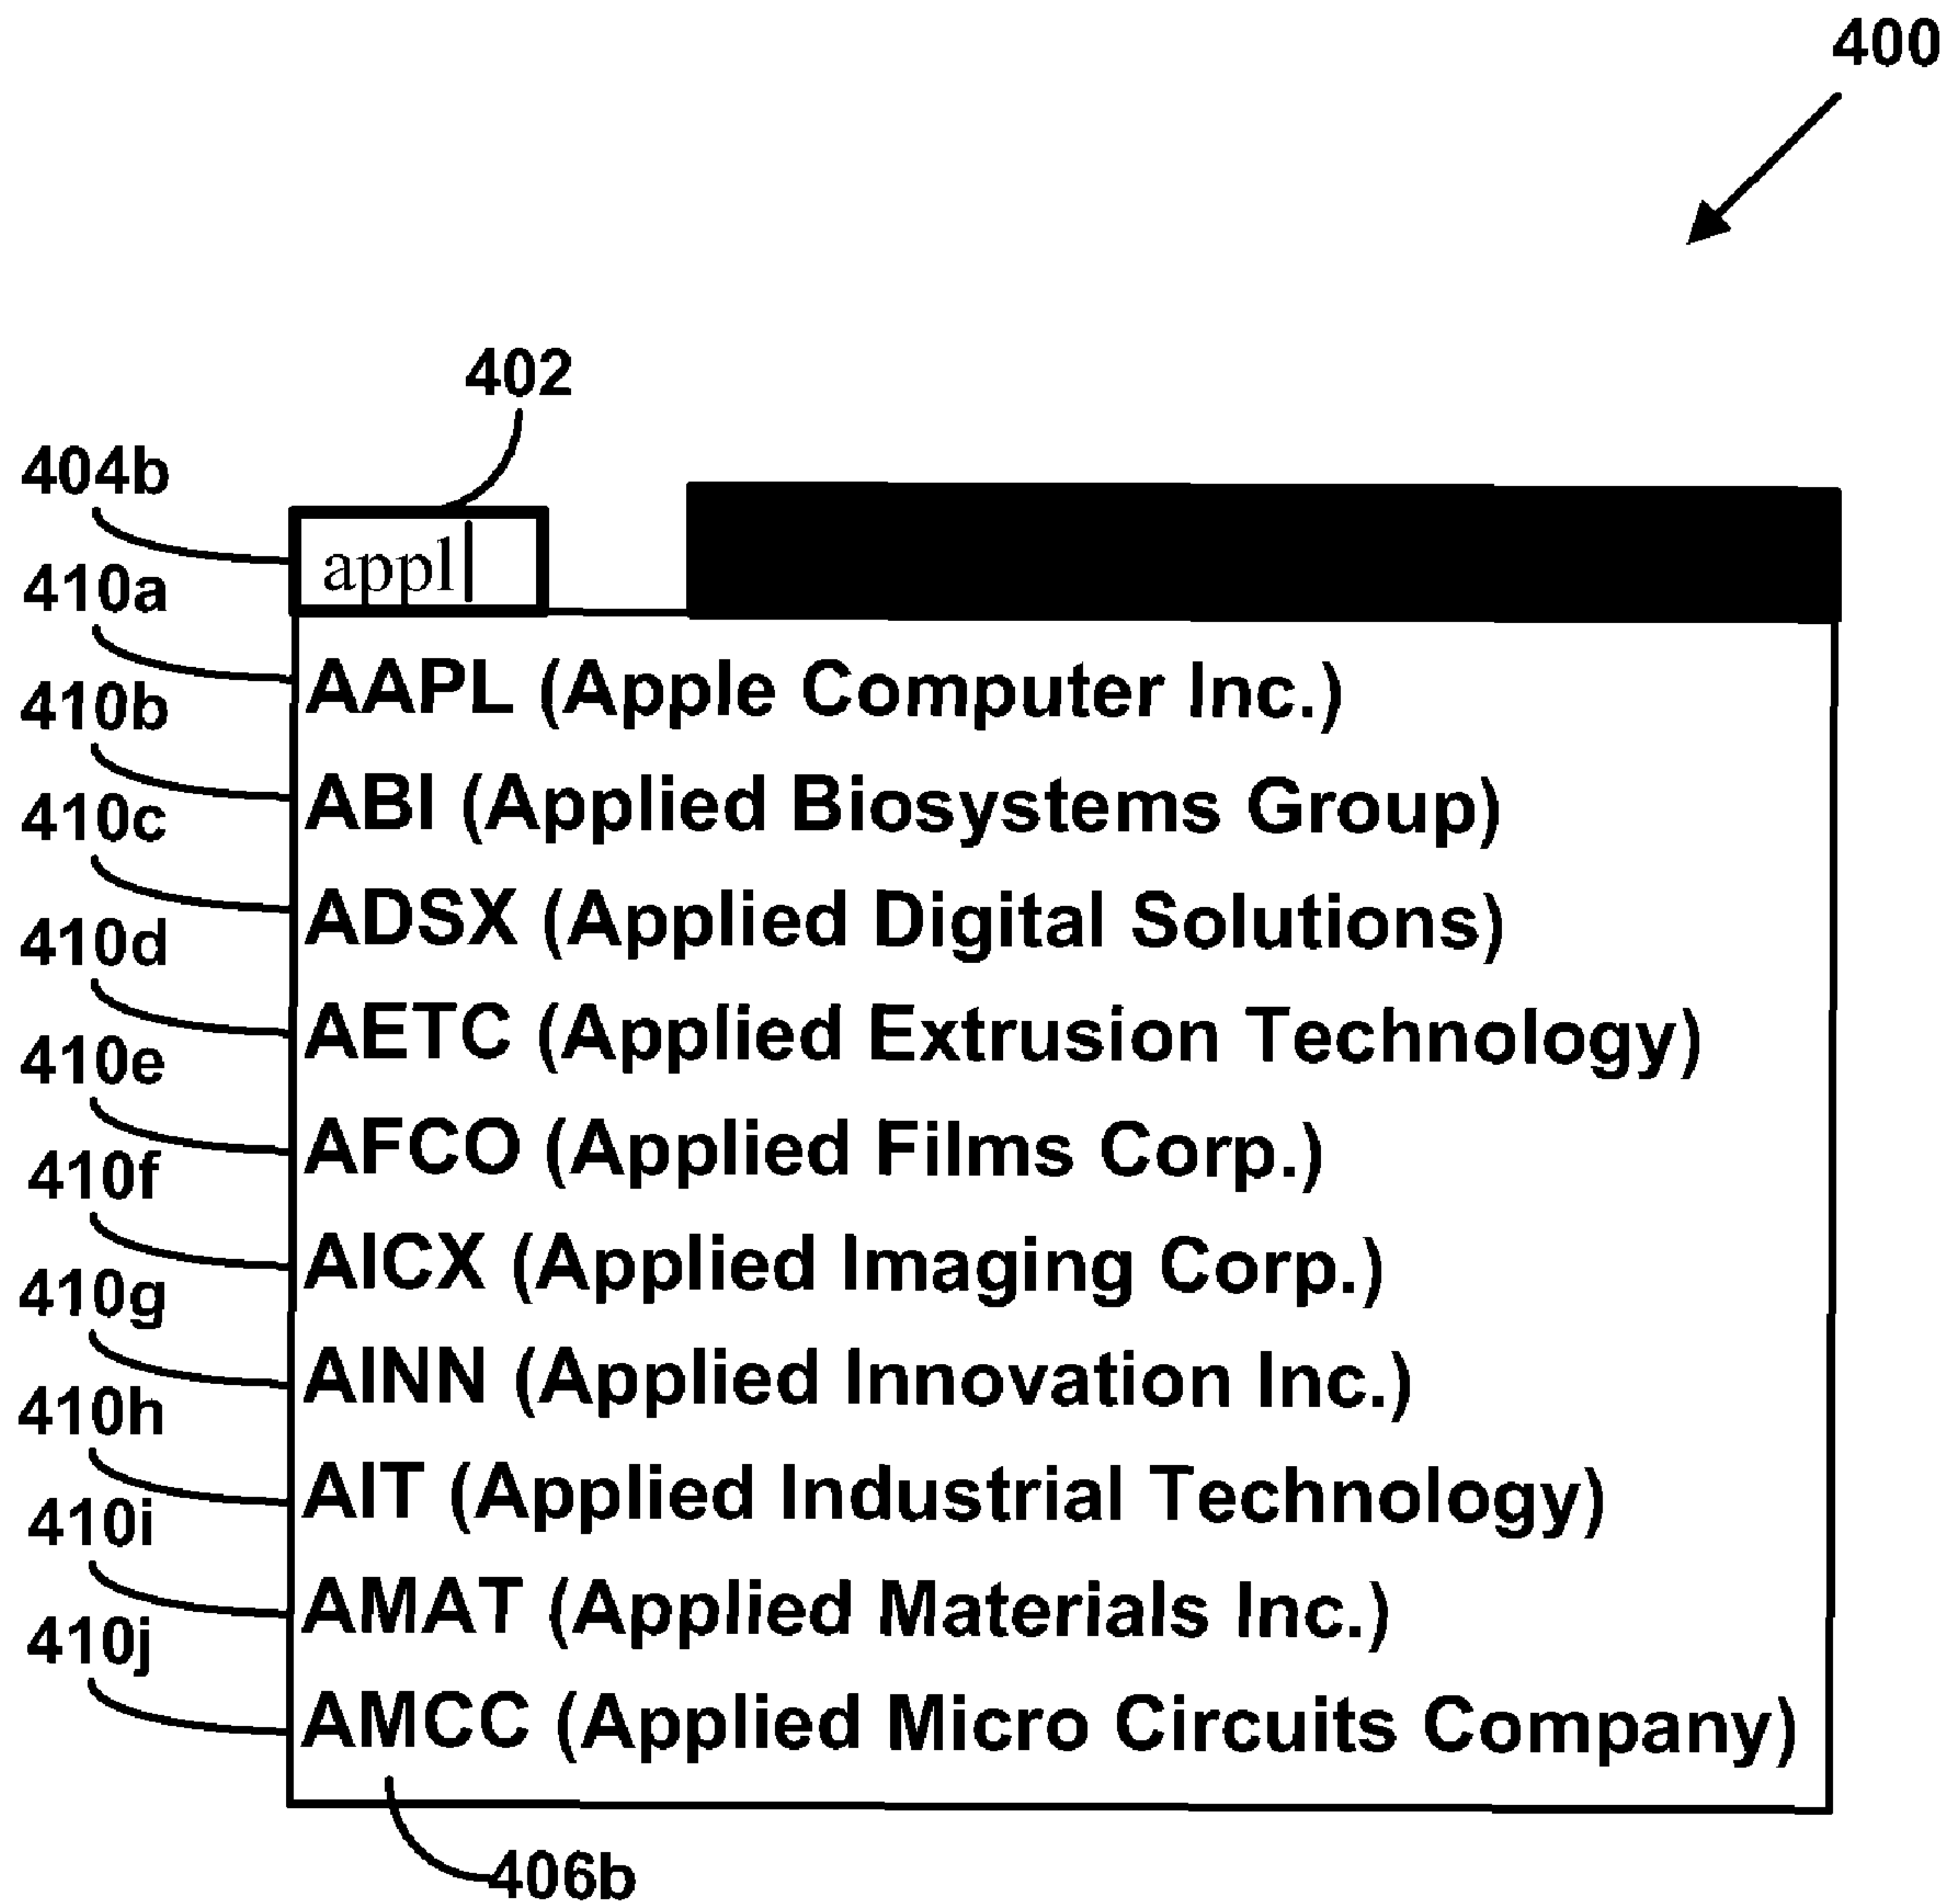 400
402
404b
appl
410a
AAPL (Apple Computer Inc.)
410b
ABI (Applied Biosystems Group)
410c
ADSX (Applied Digital Solutions)
410d
AETC (Applied Extrusion Technology)
410e
AFCO (Applied Films Corp.)
410f
AICX (Applied Imaging Corp.)
410g
AINN (Applied Innovation Inc.)
410h
AIT (Applied Industrial Technology)
410i
AMAT (Applied Materials Inc.)
410j
AMCC (Applied Micro Circuits Company)
406b